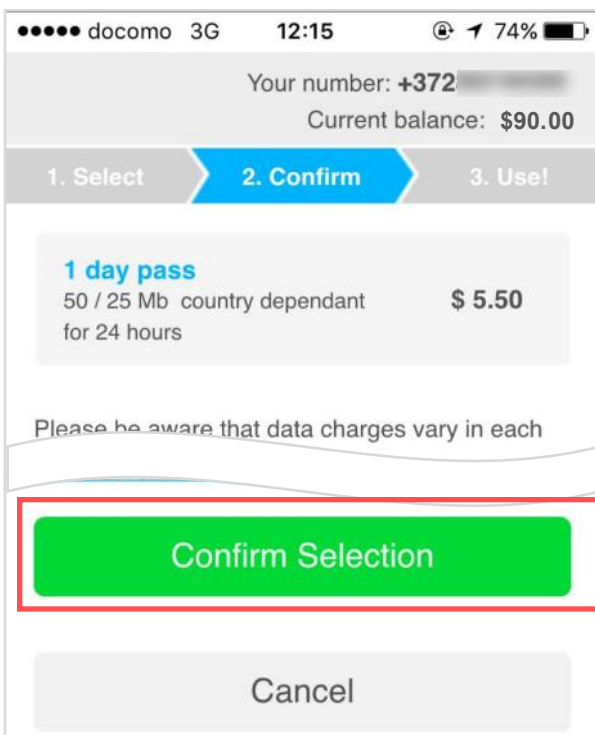 docomo 3G 12:15 74%
Your number: +372
Current balance: $90.00
1. Select 2. Confirm 3. Use!
1 day pass
50 / 25 Mb country dependant $ 5.50
for 24 hours
Please be aware that data charges vary in each
Confirm Selection
Cancel